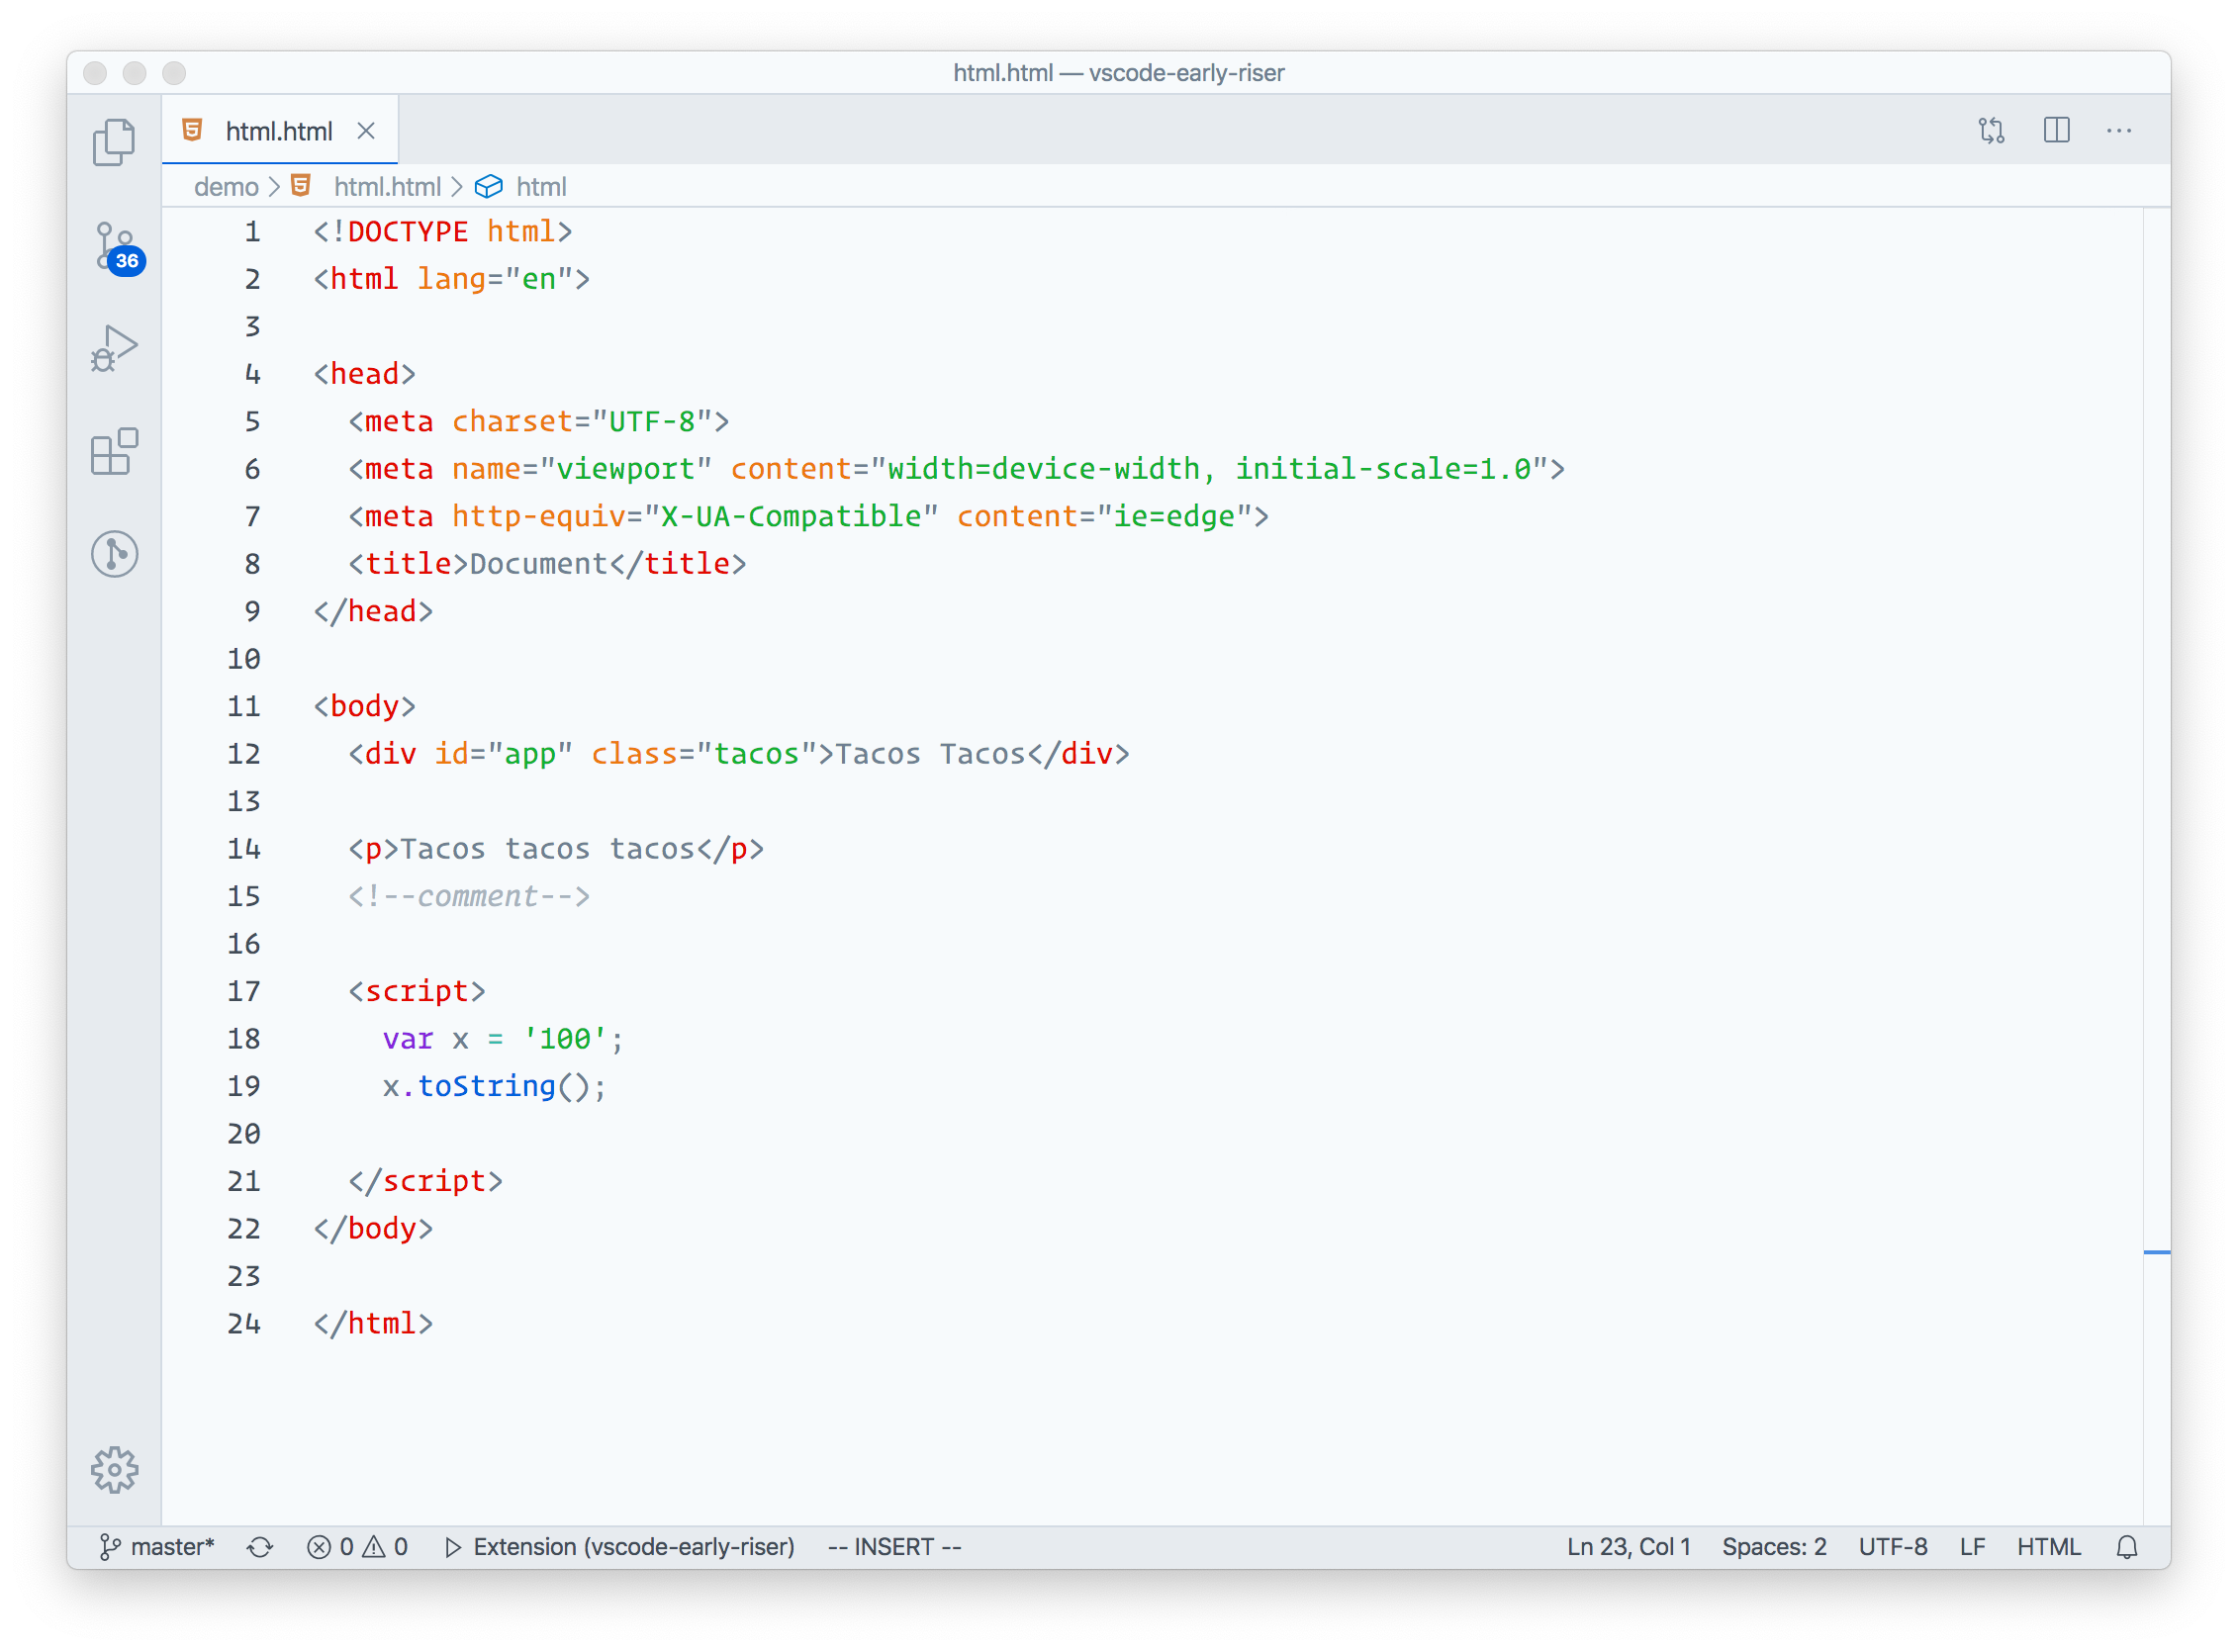 html.html — vscode-early-riser
html.html
demo html.html html
36
1 <!DOCTYPE html>
2 <html lang="en">
3
4 <head>
5   <meta charset="UTF-8">
6   <meta name="viewport" content="width=device-width, initial-scale=1.0">
7   <meta http-equiv="X-UA-Compatible" content="ie=edge">
8   <title>Document</title>
9 </head>
10
11 <body>
12   <div id="app" class="tacos">Tacos Tacos</div>
13
14   <p>Tacos tacos tacos</p>
15   <!--comment-->
16
17   <script>
18     var x = '100';
19     x.toString();
20
21   </script>
22 </body>
23
24 </html>
master* 0 0 Extension (vscode-early-riser) -- INSERT -- Ln 23, Col 1 Spaces: 2 UTF-8 LF HTML